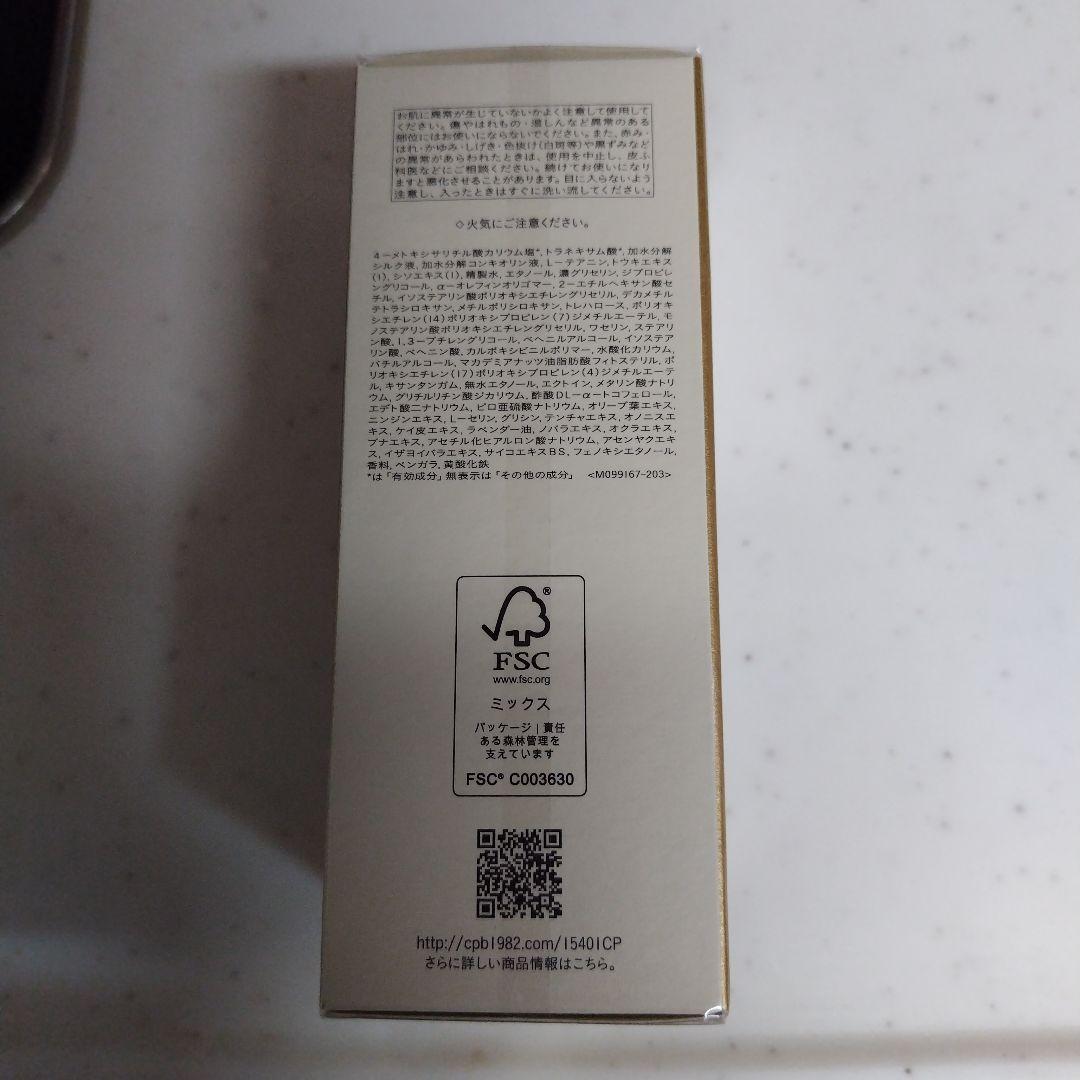 お肌に異常が生じていないかよく注意して使用して
ください。傷やはれもの・湿しんなど異常のある
部位にはお使いにならないでください。また、赤み・
はれ・かゆみ・しげき・色抜け(白斑等)や黒ずみなど
の異常があらわれたときは、使用を中止し、皮ふ
科医などにご相談ください。続けてお使いになり
ますと悪化させることがあります。目に入らないよう
注意し、入ったときはすぐに洗い流してください。
◇火気にご注意ください。
4-メトキシサリチル酸カリウム塩*、トラネキサム酸*、加水分解
シルク液、加水分解コンキオリン液、L-テアニン、トウキエキス
(1)、シソエキス(1)、精製水、エタノール、濃グリセリン、ジプロピレ
ングリコール、α-オレフィンオリゴマー、2-エチルヘキサン酸セ
チル、イソステアリン酸ポリオキシエチレングリセリル、デカメチル
テトラシロキサン、メチルポリシロキサン、トレハロース、ポリオキ
シエチレン(14)ポリオキシプロピレン(7)ジメチルエーテル、モ
ノステアリン酸ポリオキシエチレングリセリル、ワセリン、ステアリ
ン酸、1,3-ブチレングリコール、ベヘニルアルコール、イソステア
リン酸、ベヘニン酸、カルボキシビニルポリマー、水酸化カリウム、
バチルアルコール、マカデミアナッツ油脂肪酸フィトステリル、ポ
リオキシエチレン(17)ポリオキシプロピレン(4)ジメチルエーテ
ル、キサンタンガム、無水エタノール、エクトイン、メタリン酸ナトリ
ウム、グリチルリチン酸ジカリウム、酢酸DL-α-トコフェロール、
エデト酸二ナトリウム、ピロ亜硫酸ナトリウム、オリーブ葉エキス、
ニンジンエキス、L-セリン、グリシン、テンチャエキス、オノニスエ
キス、ケイ皮エキス、ラベンダー油、ノバラエキス、オクラエキス、
ブナエキス、アセチル化ヒアルロン酸ナトリウム、アセンヤクエキ
ス、イザヨイバラエキス、サイコエキスBS、フェノキシエタノール、
香料、ベンガラ、黄酸化鉄
*は「有効成分」無表示は「その他の成分」 <M099167-203>
®
FSC
www.fsc.org
ミックス
パッケージ|責任
ある森林管理を
支えています
FSC® C003630
http://cpb1982.com/15401CP
さらに詳しい商品情報はこちら。